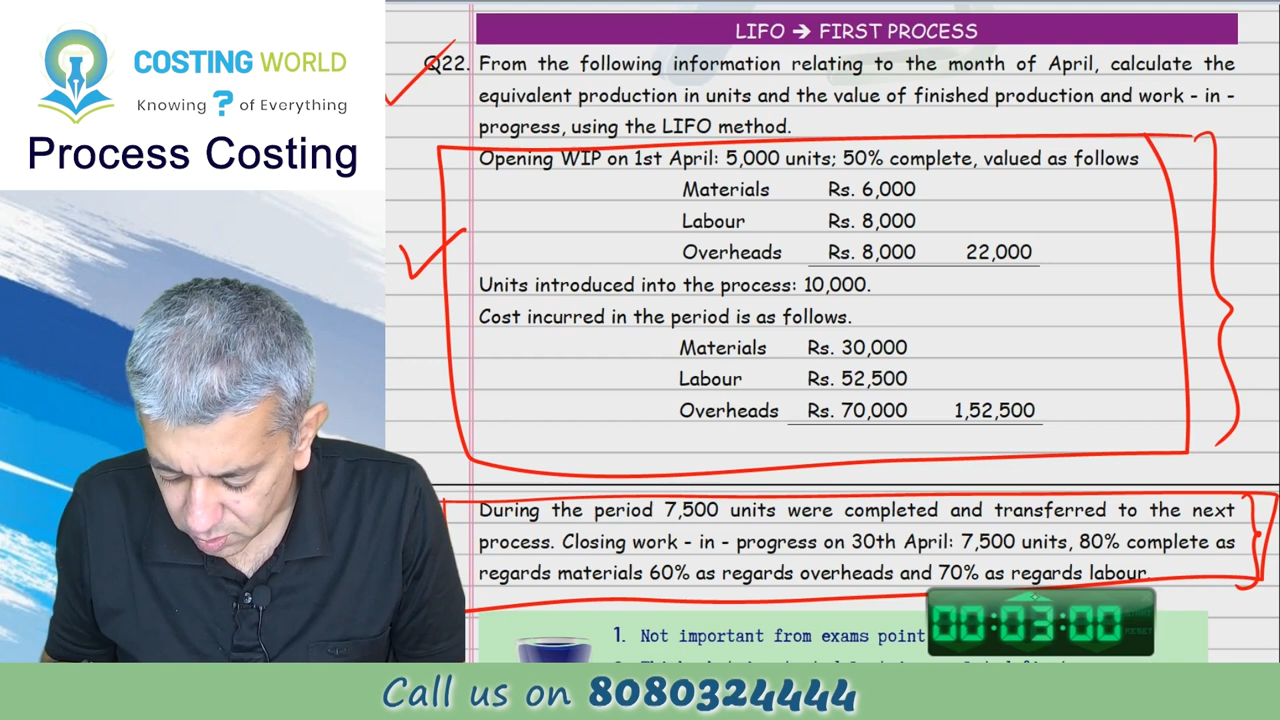 COSTING WORLD
Knowing ? of Everything
Process Costing
LIFO → FIRST PROCESS
Q22. From the following information relating to the month of April, calculate the
equivalent production in units and the value of finished production and work - in -
progress, using the LIFO method.
Opening WIP on 1st April: 5,000 units; 50% complete, valued as follows
Materials Rs. 6,000
Labour Rs. 8,000
Overheads Rs. 8,000 22,000
Units introduced into the process: 10,000.
Cost incurred in the period is as follows.
Materials Rs. 30,000
Labour Rs. 52,500
Overheads Rs. 70,000 1,52,500
During the period 7,500 units were completed and transferred to the next
process. Closing work - in - progress on 30th April: 7,500 units, 80% complete as
regards materials 60% as regards overheads and 70% as regards labour.
1. Not important from exams point
00:03:00
Call us on 8080324444